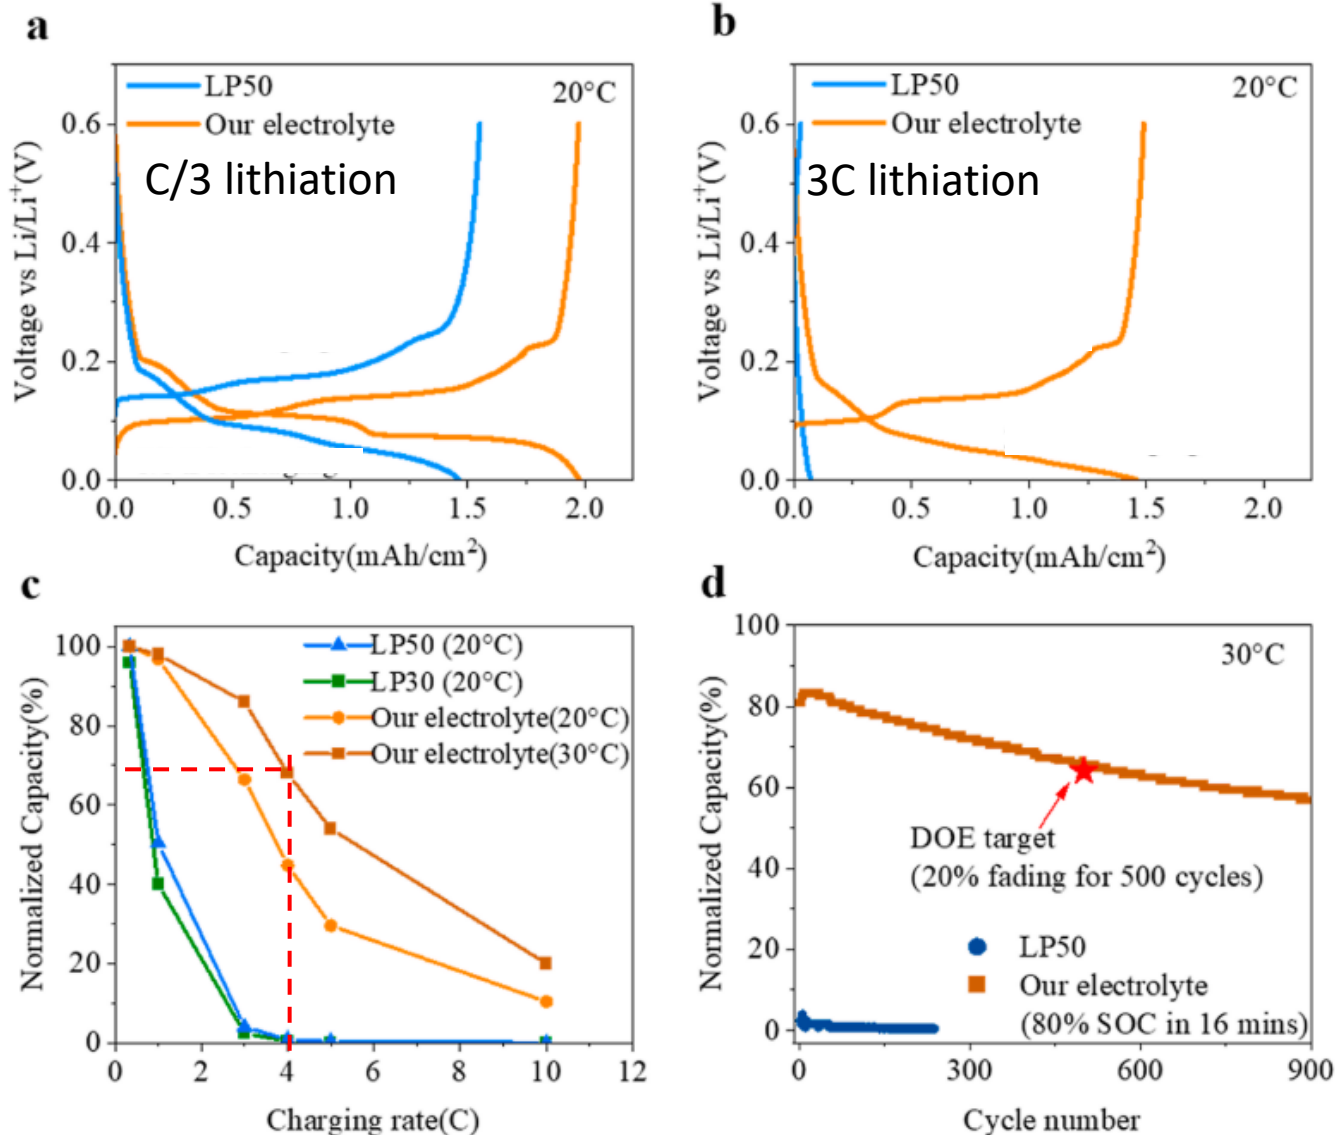 a
LP50
20°C
Our electrolyte
C/3 lithiation
Voltage vs Li/Li⁺(V)
0.6
0.4
0.2
0.0
0.0 0.5 1.0 1.5 2.0
Capacity(mAh/cm²)
b
LP50
20°C
Our electrolyte
3C lithiation
Voltage vs Li/Li⁺(V)
0.6
0.4
0.2
0.0
0.0 0.5 1.0 1.5 2.0
Capacity(mAh/cm²)
c
LP50 (20°C)
LP30 (20°C)
Our electrolyte(20°C)
Our electrolyte(30°C)
Normalized Capacity(%)
100
80
60
40
20
0
0 2 4 6 8 10 12
Charging rate(C)
d
30°C
Normalized Capacity(%)
100
80
60
40
20
0
DOE target
(20% fading for 500 cycles)
LP50
Our electrolyte
(80% SOC in 16 mins)
0 300 600 900
Cycle number